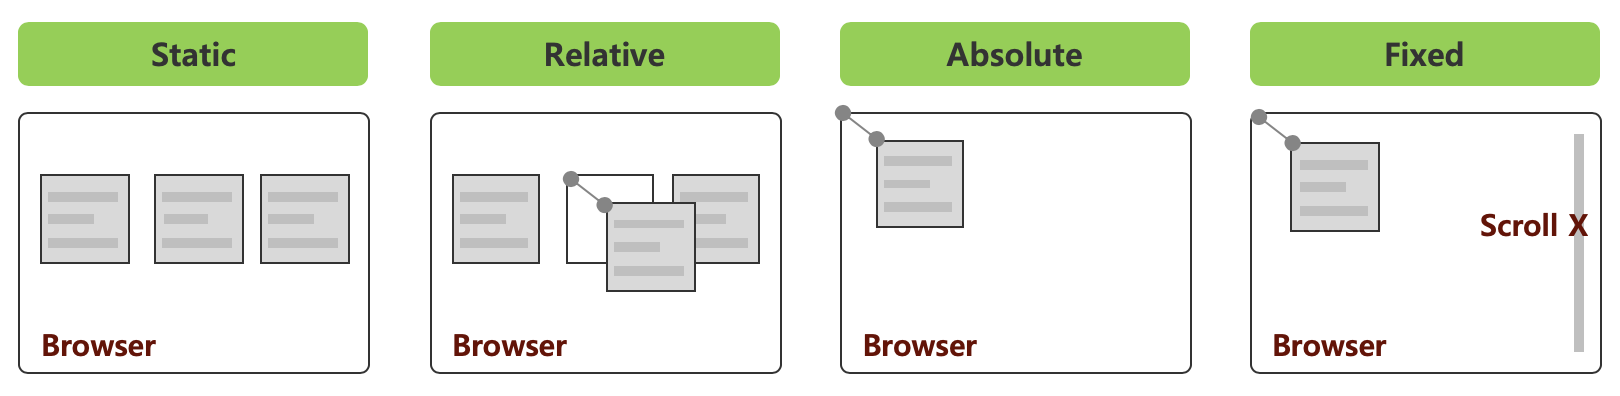 Static
Relative
Absolute
Fixed
Browser
Browser
Browser
Scroll X
Browser